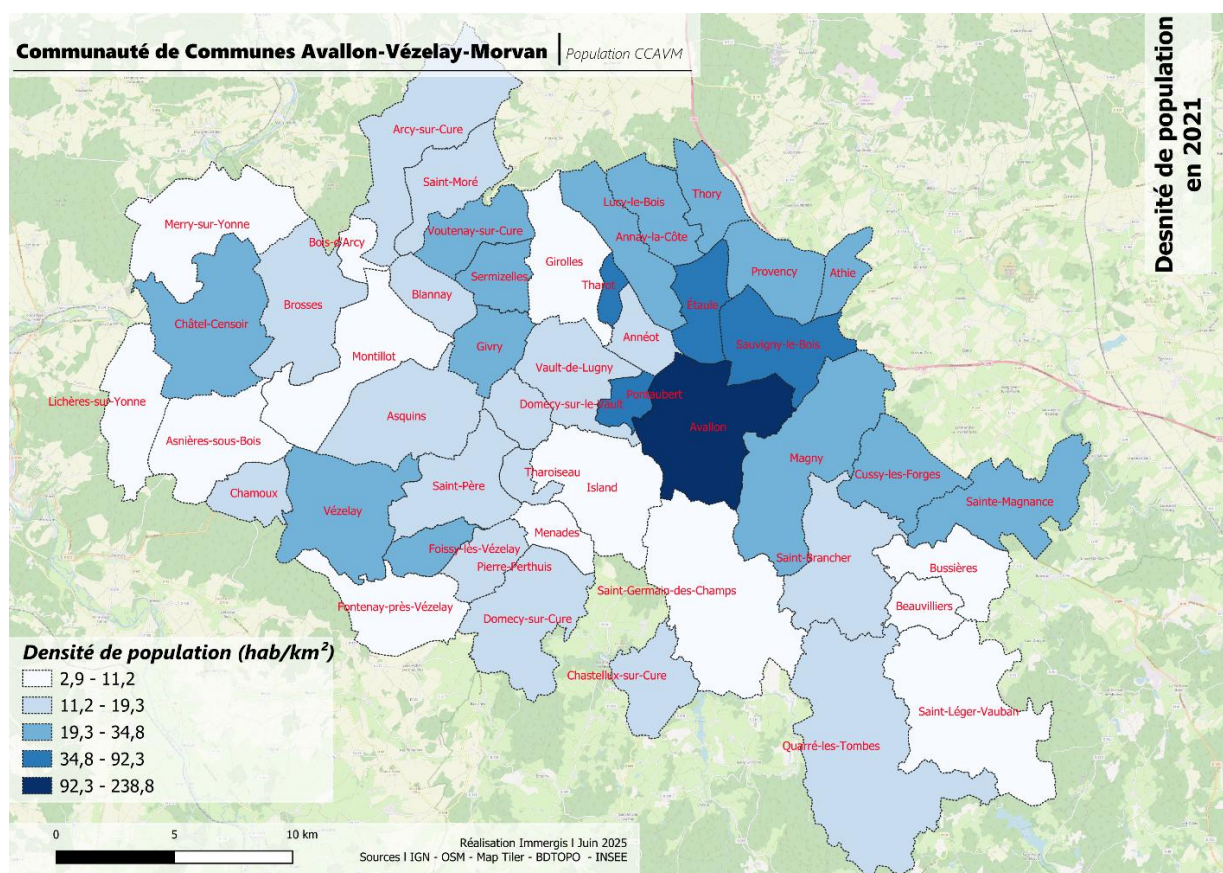 Communauté de Communes Avallon-Vézelay-Morvan | Population CCAVM
Desnité de population
en 2021
Arcy-sur-Cure
Saint-Moré
Merry-sur-Yonne
Bois-d'Arcy
Voutenay-sur-Cure
Lucy-le-Bois
Thory
Annay-la-Côte
Girolles
Sermizelles
Tharot
Provency
Athie
Blannay
Brosses
Étaule
Châtel-Censoir
Montillot
Givry
Annéot
Sauvigny-le-Bois
Vault-de-Lugny
Pontaubert
Lichères-sur-Yonne
Asquins
Domecy-sur-le-Vault
Avallon
Asnières-sous-Bois
Magny
Chamoux
Saint-Père
Tharoiseau
Island
Cussy-les-Forges
Sainte-Magnance
Vézelay
Menades
Foissy-lès-Vézelay
Saint-Brancher
Pierre-Perthuis
Bussières
Saint-Germain-des-Champs
Fontenay-près-Vézelay
Beauvilliers
Domecy-sur-Cure
Chastellux-sur-Cure
Saint-Léger-Vauban
Quarré-les-Tombes
Densité de population (hab/km²)
2,9 - 11,2
11,2 - 19,3
19,3 - 34,8
34,8 - 92,3
92,3 - 238,8
0 5 10 km
Réalisation Immergis l Juin 2025
Sources l IGN - OSM - Map Tiler - BDTOPO - INSEE